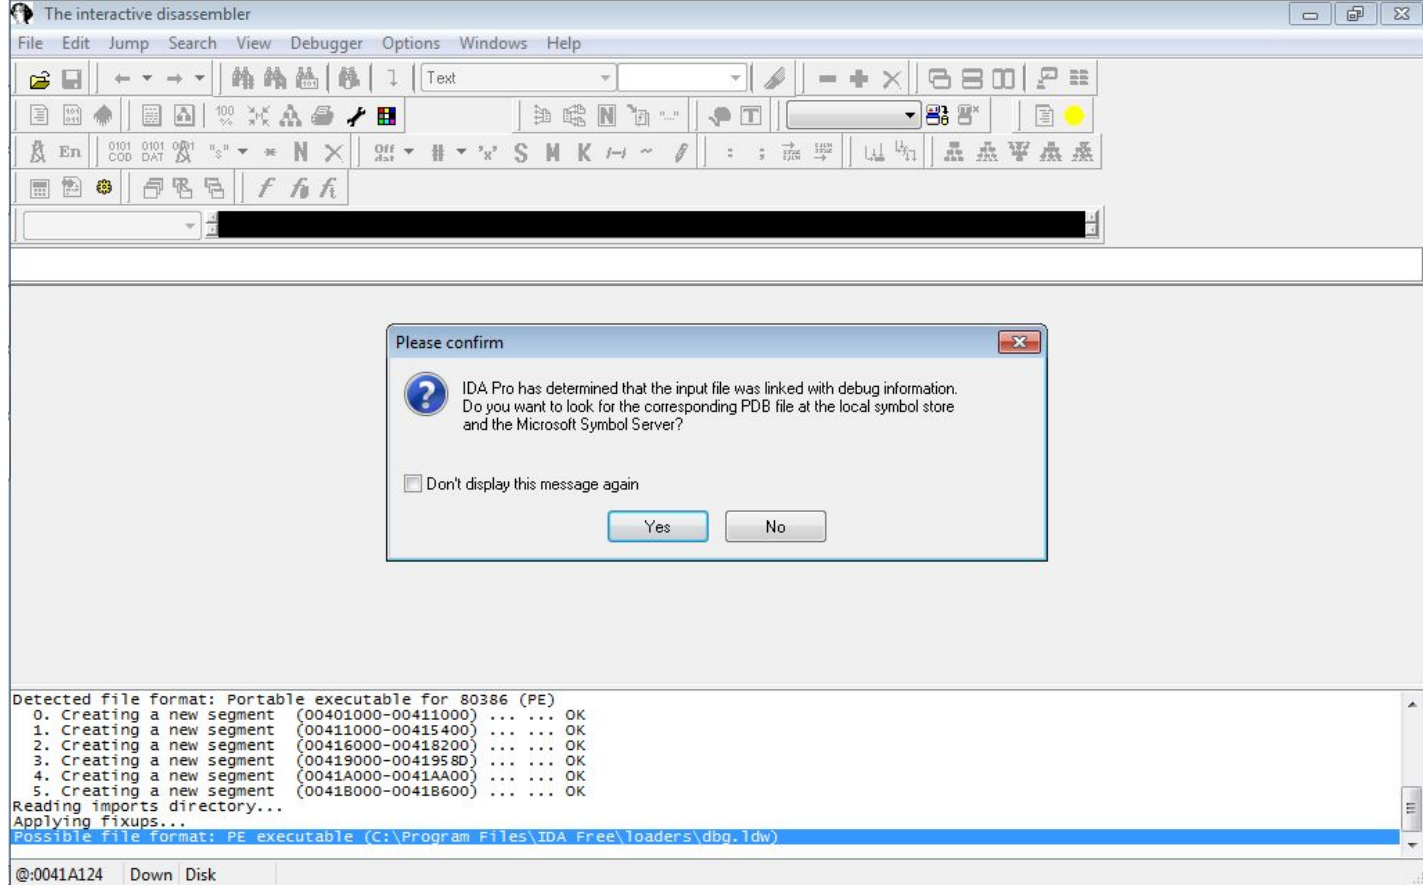 The interactive disassembler
File Edit Jump Search View Debugger Options Windows Help
Text
En
N X
S M K
f
Please confirm
IDA Pro has determined that the input file was linked with debug information.
Do you want to look for the corresponding PDB file at the local symbol store
and the Microsoft Symbol Server?
Don't display this message again
Yes No
Detected file format: Portable executable for 80386 (PE)
0. Creating a new segment (00401000-00411000) ... ... OK
1. Creating a new segment (00411000-00415400) ... ... OK
2. Creating a new segment (00416000-00418200) ... ... OK
3. Creating a new segment (00419000-0041958D) ... ... OK
4. Creating a new segment (0041A000-0041AA00) ... ... OK
5. Creating a new segment (0041B000-0041B600) ... ... OK
Reading imports directory...
Applying fixups...
Possible file format: PE executable (C:\Program Files\IDA Free\loaders\dbg.ldw)
@:0041A124 Down Disk